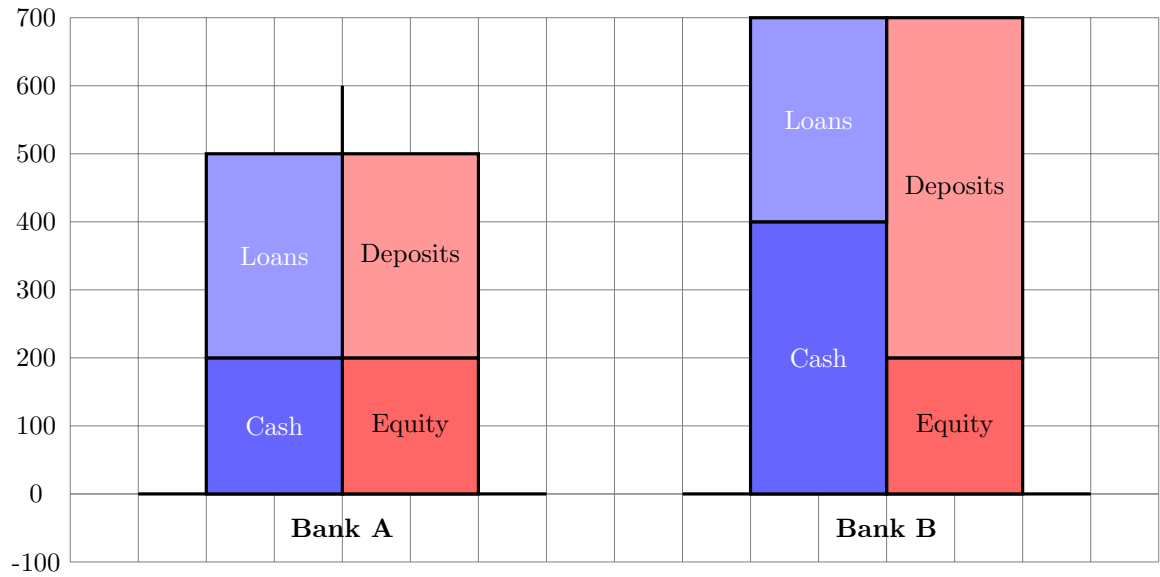 700
600
500
400
300
200
100
0
-100
Loans
Deposits
Cash
Equity
Bank A
Loans
Deposits
Cash
Equity
Bank B